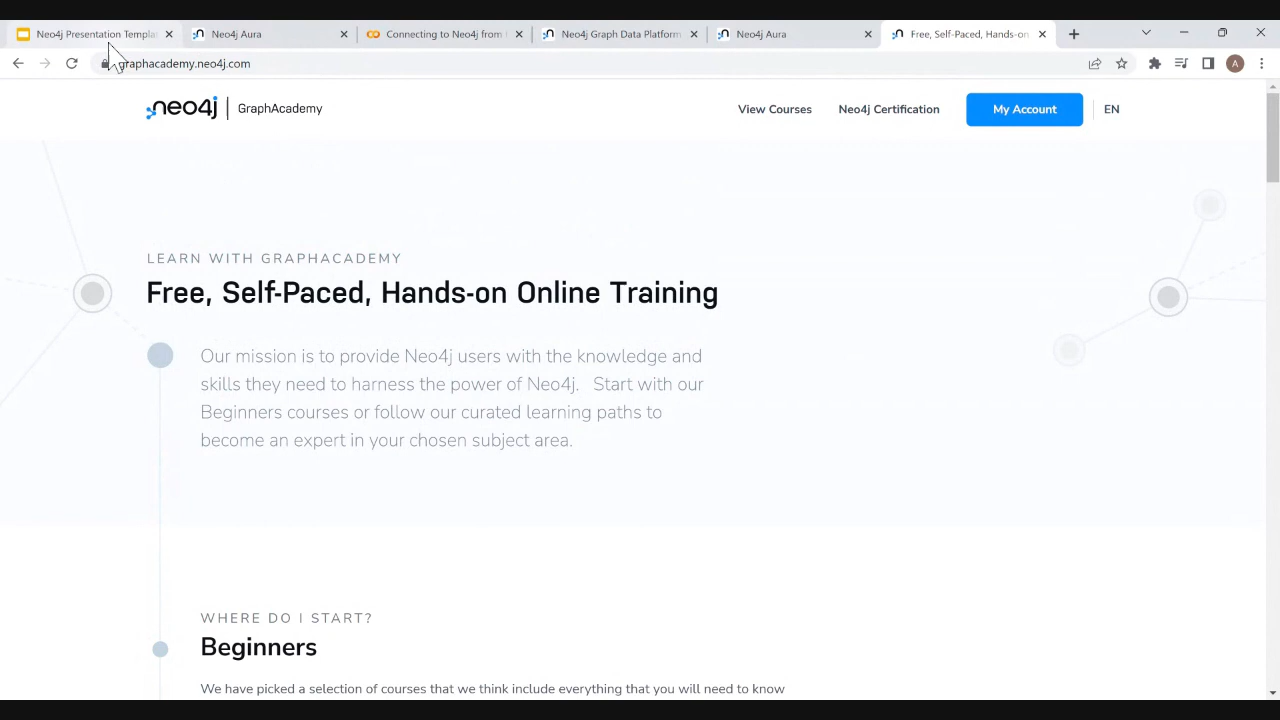 Neo4j Presentation Templat
Neo4j Aura
Connecting to Neo4j from
Neo4j Graph Data Platform
Neo4j Aura
Free, Self-Paced, Hands-on
graphacademy.neo4j.com
A
neo4j | GraphAcademy
View Courses
Neo4j Certification
My Account
EN
LEARN WITH GRAPHACADEMY
Free, Self-Paced, Hands-on Online Training
Our mission is to provide Neo4j users with the knowledge and
skills they need to harness the power of Neo4j. Start with our
Beginners courses or follow our curated learning paths to
become an expert in your chosen subject area.
WHERE DO I START?
Beginners
We have picked a selection of courses that we think include everything that you will need to know